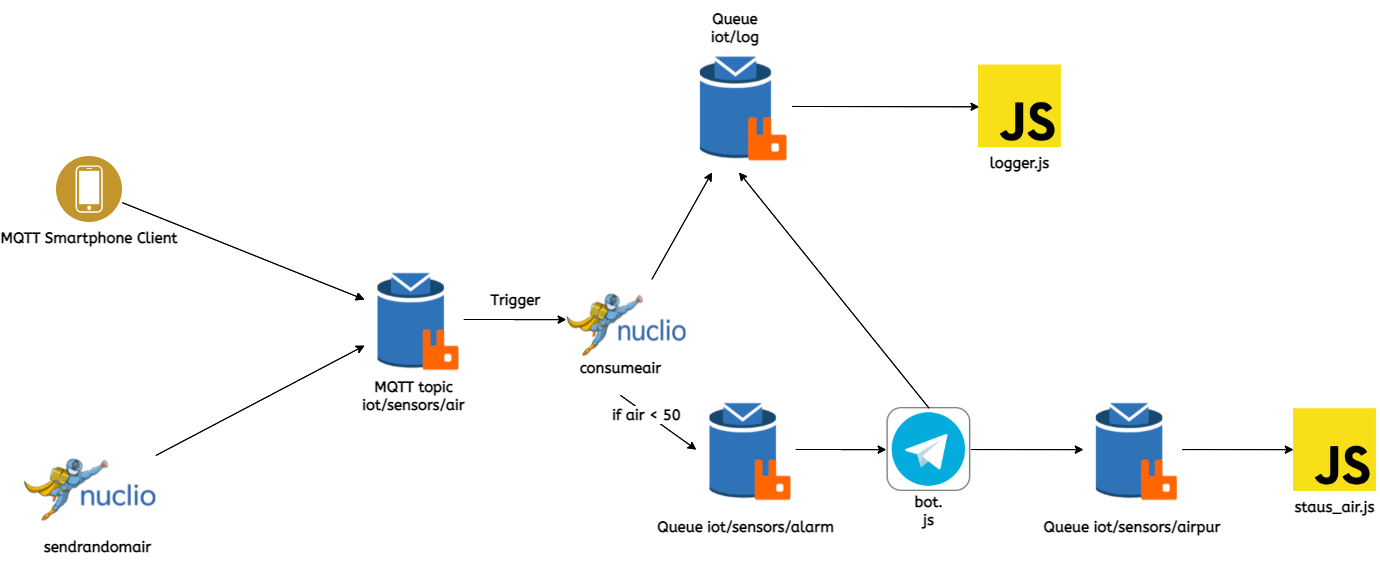 Queue
iot/log
JS
logger.js
MQTT Smartphone Client
Trigger
nuclio
consumeair
MQTT topic
iot/sensors/air
if air < 50
nuclio
sendrandomair
Queue iot/sensors/alarm
bot.
js
Queue iot/sensors/airpur
JS
staus_air.js